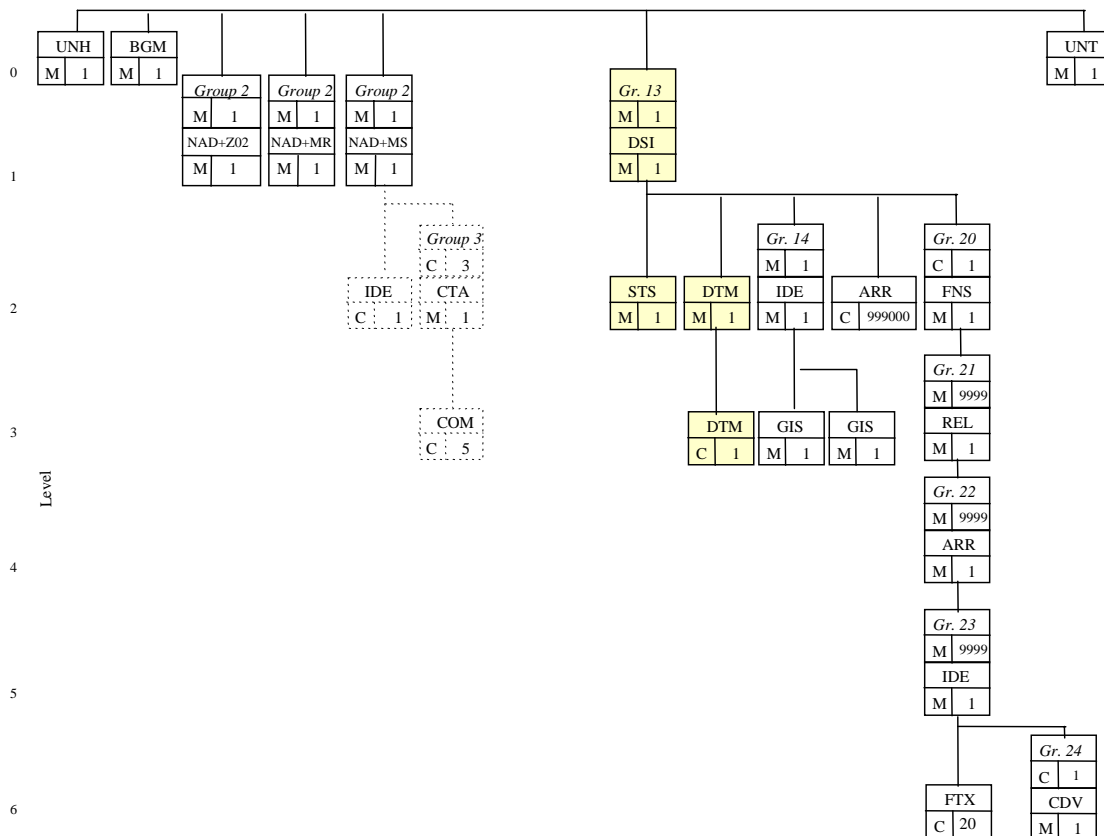 UNH BGM UNT
M 1 M 1 M 1
0
Group 2 Group 2 Group 2 Gr. 13
M 1 M 1 M 1 M 1
NAD+Z02 NAD+MR NAD+MS DSI
M 1 M 1 M 1 M 1
1
Group 3 Gr. 14 Gr. 20
C 3 M 1 C 1
IDE CTA STS DTM IDE ARR FNS
C 1 M 1 M 1 M 1 M 1 C 999000 M 1
2
Gr. 21
M 9999
COM DTM GIS GIS REL
C 5 C 1 M 1 M 1 M 1
3
Level
Gr. 22
M 9999
ARR
M 1
4
Gr. 23
M 9999
IDE
M 1
5
Gr. 24
C 1
FTX CDV
C 20 M 1
6